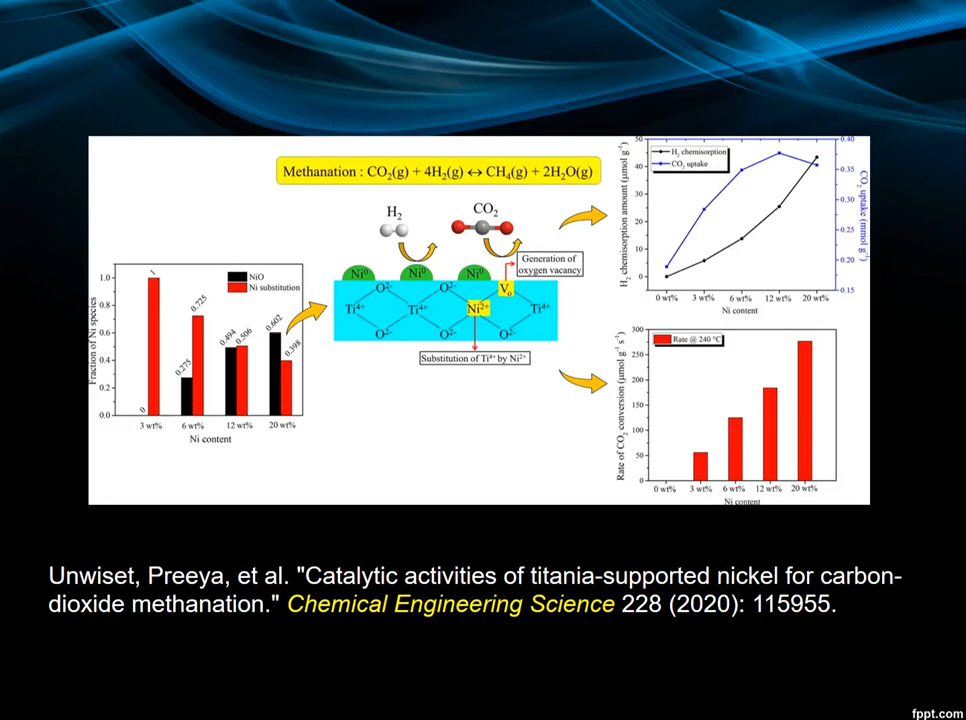 Methanation : CO₂(g) + 4H₂(g) ↔ CH₄(g) + 2H₂O(g)
H₂
CO₂
Generation of
oxygen vacancy
Ni⁰
Ni⁰
Ni⁰
O²⁻
O²⁻
Vₒ
Ti⁴⁺
Ti⁴⁺
Ni²⁺
Ti⁴⁺
O²⁻
O²⁻
O²⁻
Substitution of Ti⁴⁺ by Ni²⁺
Fraction of Ni species
1.0
0.8
0.6
0.4
0.2
0.0
NiO
Ni substitution
0
1
0.275
0.725
0.494
0.506
0.602
0.398
3 wt%
6 wt%
12 wt%
20 wt%
Ni content
H₂ chemisorption amount (μmol g⁻¹)
50
40
30
20
10
0
H₂ chemisorption
CO₂ uptake
0.40
0.35
0.30
0.25
0.20
0.15
CO₂ uptake (mmol g⁻¹)
0 wt%
3 wt%
6 wt%
12 wt%
20 wt%
Ni content
Rate of CO₂ conversion (μmol g⁻¹ s⁻¹)
300
250
200
150
100
50
0
Rate @ 240 °C
0 wt%
3 wt%
6 wt%
12 wt%
20 wt%
Ni content
Unwiset, Preeya, et al. "Catalytic activities of titania-supported nickel for carbon-
dioxide methanation." Chemical Engineering Science 228 (2020): 115955.
fppt.com